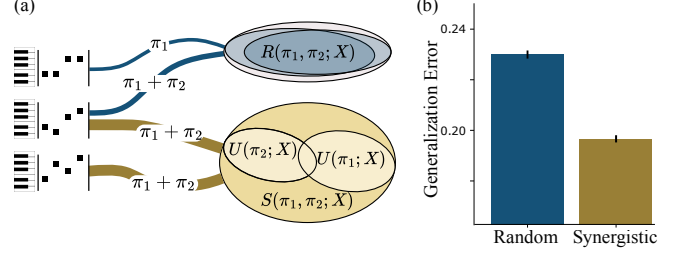 (a)
π₁
R(π₁, π₂; X)
π₁ + π₂
π₁ + π₂
U(π₂; X)
U(π₁; X)
π₁ + π₂
S(π₁, π₂; X)
(b)
Generalization Error
0.24
0.20
Random
Synergistic